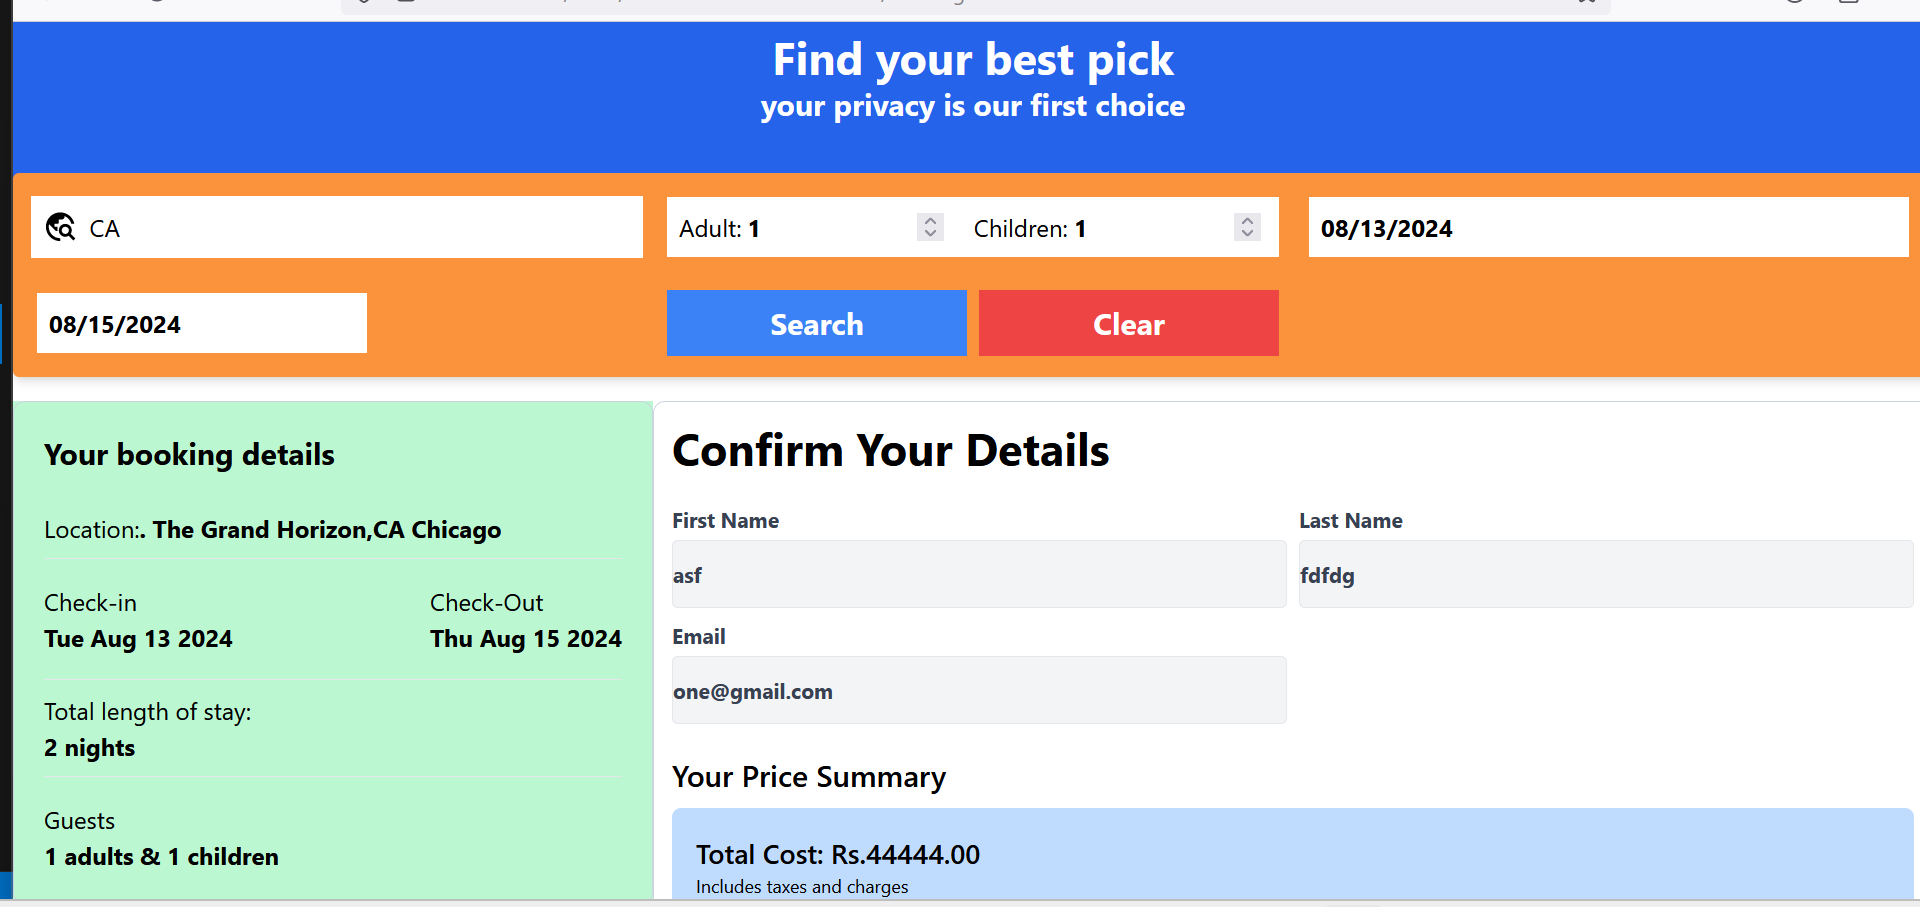 Find your best pick
your privacy is our first choice
CA
Adult: 1
Children: 1
08/13/2024
08/15/2024
Search
Clear
Your booking details
Location:. The Grand Horizon,CA Chicago
Check-in
Check-Out
Tue Aug 13 2024
Thu Aug 15 2024
Total length of stay:
2 nights
Guests
1 adults & 1 children
Confirm Your Details
First Name
Last Name
asf
fdfdg
Email
one@gmail.com
Your Price Summary
Total Cost: Rs.44444.00
Includes taxes and charges